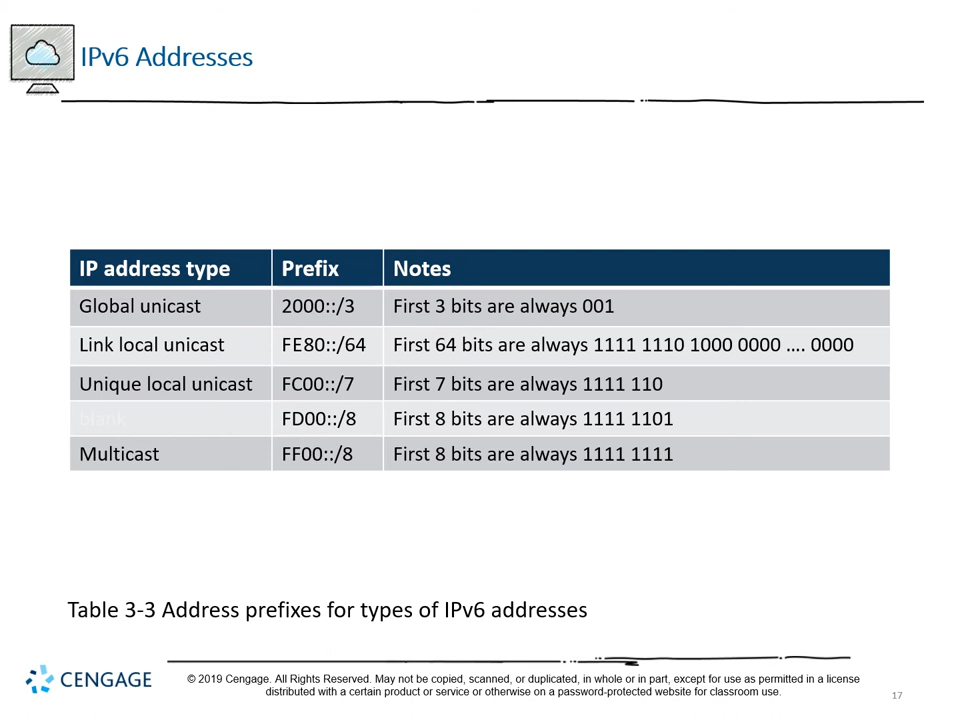 IPv6 Addresses
IP address type Prefix Notes
Global unicast 2000::/3 First 3 bits are always 001
Link local unicast FE80::/64 First 64 bits are always 1111 1110 1000 0000 …. 0000
Unique local unicast FC00::/7 First 7 bits are always 1111 110
blank FD00::/8 First 8 bits are always 1111 1101
Multicast FF00::/8 First 8 bits are always 1111 1111
Table 3-3 Address prefixes for types of IPv6 addresses
CENGAGE
© 2019 Cengage. All Rights Reserved. May not be copied, scanned, or duplicated, in whole or in part, except for use as permitted in a license
distributed with a certain product or service or otherwise on a password-protected website for classroom use.
17